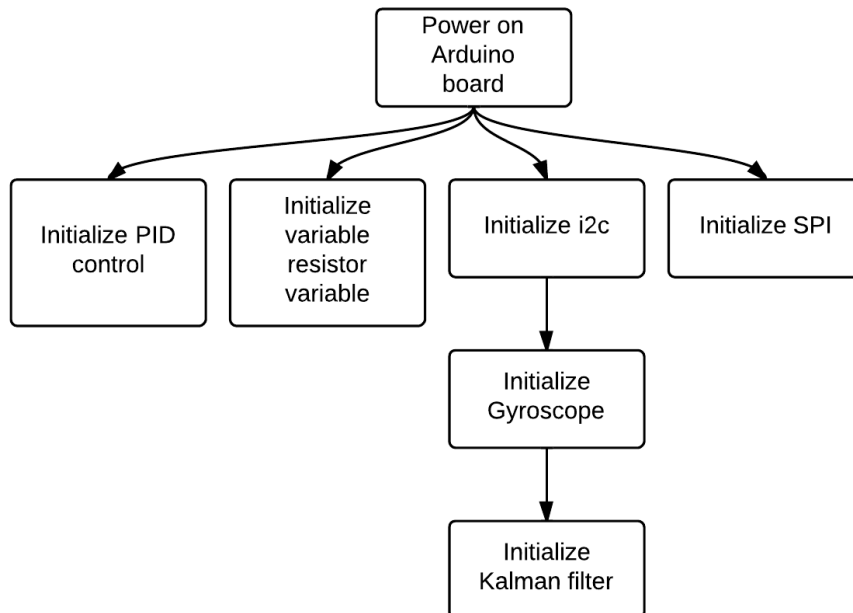 Power on
Arduino
board
Initialize PID
control
Initialize
variable
resistor
variable
Initialize i2c
Initialize SPI
Initialize
Gyroscope
Initialize
Kalman filter